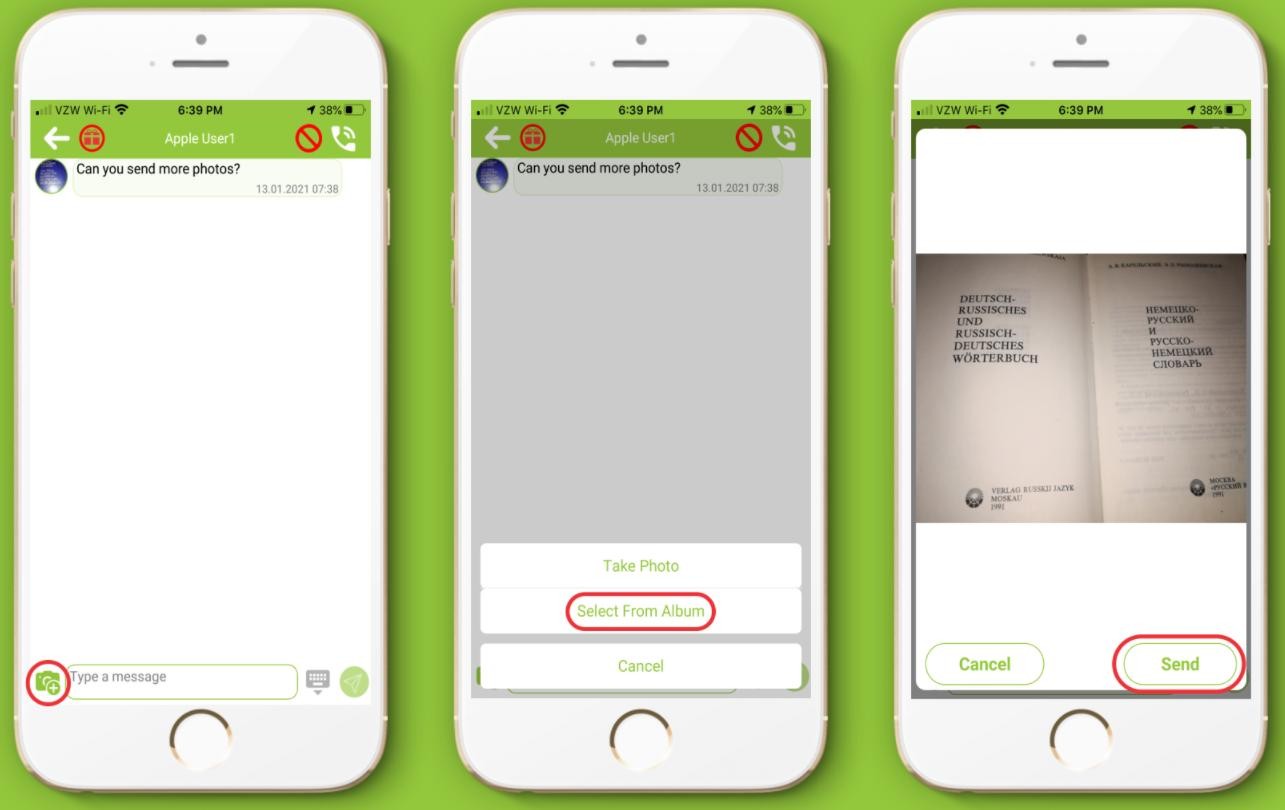 VZW Wi-Fi 6:39 PM 38%
Apple User1
Can you send more photos?
13.01.2021 07:38
Type a message
VZW Wi-Fi 6:39 PM 38%
Apple User1
Can you send more photos?
13.01.2021 07:38
Take Photo
Select From Album
Cancel
VZW Wi-Fi 6:39 PM 38%
DEUTSCH-
RUSSISCHES
UND
RUSSISCH-
DEUTSCHES
WÖRTERBUCH
VERLAG RUSSKIJ JAZYK
MOSKAU
1991
НЕМЕЦКО-
РУССКИЙ
И
РУССКО-
НЕМЕЦКИЙ
СЛОВАРЬ
МОСКВА
«РУССКИЙ
1991
Cancel
Send